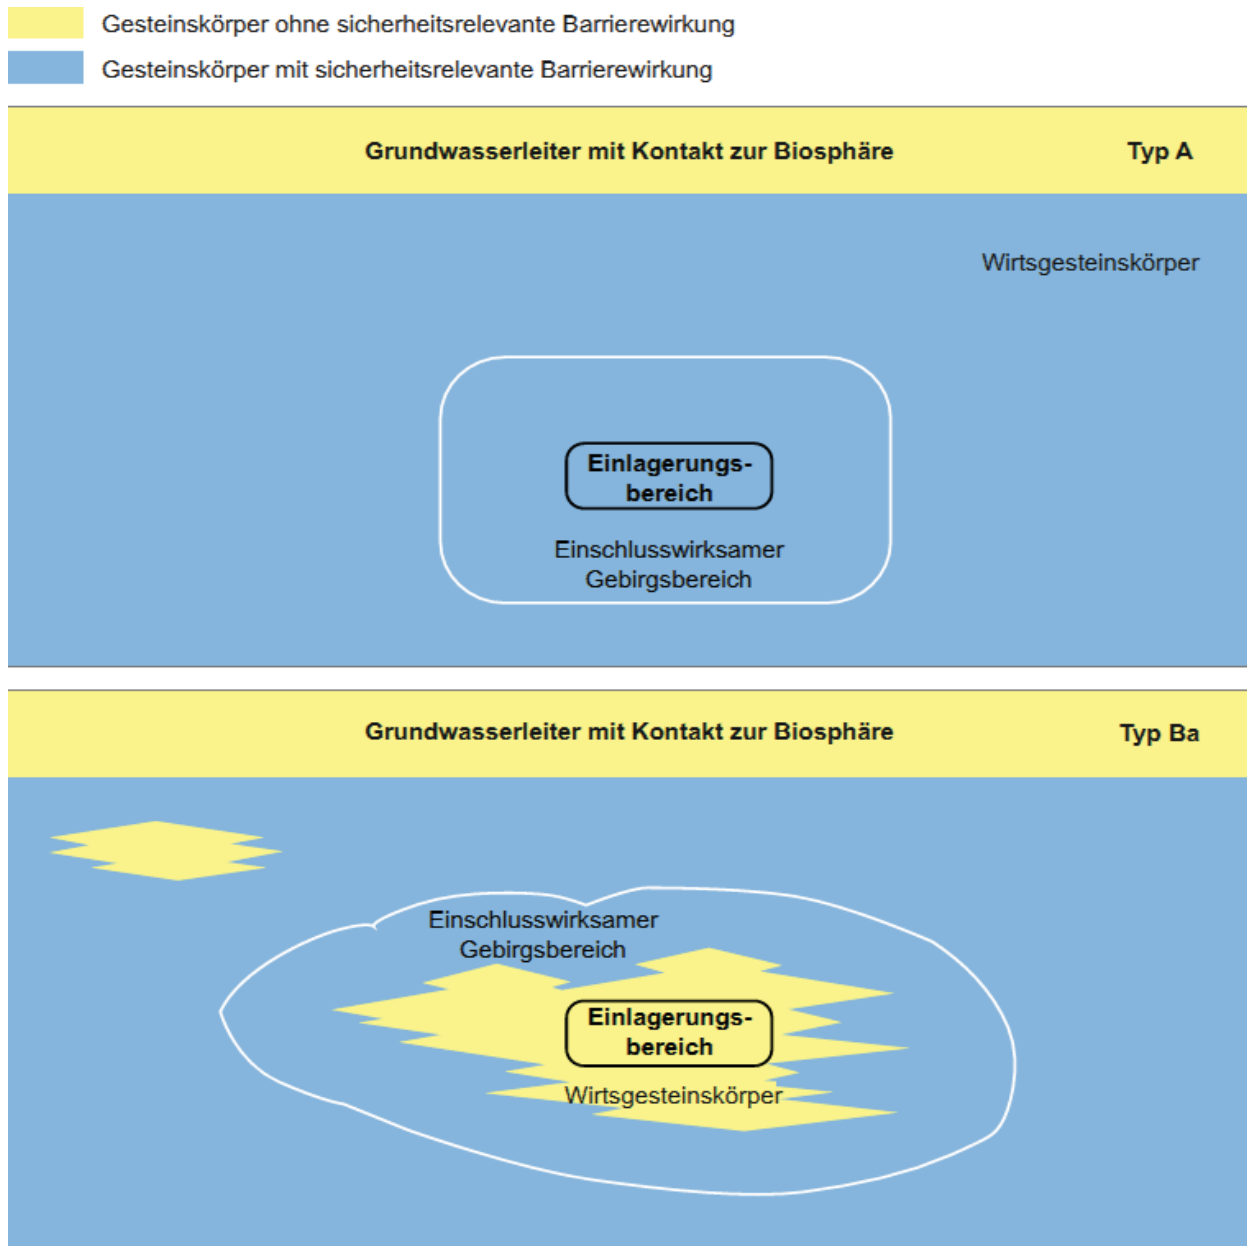 Gesteinskörper ohne sicherheitsrelevante Barrierewirkung
Gesteinskörper mit sicherheitsrelevante Barrierewirkung
Grundwasserleiter mit Kontakt zur Biosphäre
Typ A
Wirtsgesteinskörper
Einlagerungs-
bereich
Einschlusswirksamer
Gebirgsbereich
Grundwasserleiter mit Kontakt zur Biosphäre
Typ Ba
Einschlusswirksamer
Gebirgsbereich
Einlagerungs-
bereich
Wirtsgesteinskörper